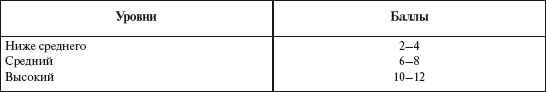 Уровни Баллы
Ниже среднего 2–4
Средний 6–8
Высокий 10–12